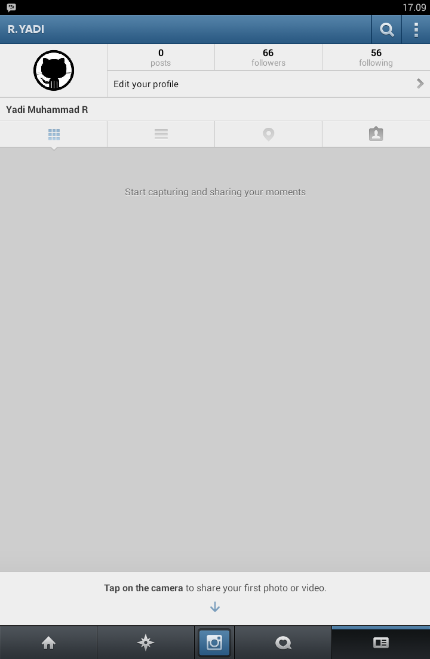 17.09
R.YADI
0
posts
66
followers
56
following
Edit your profile
Yadi Muhammad R
Start capturing and sharing your moments
Tap on the camera to share your first photo or video.